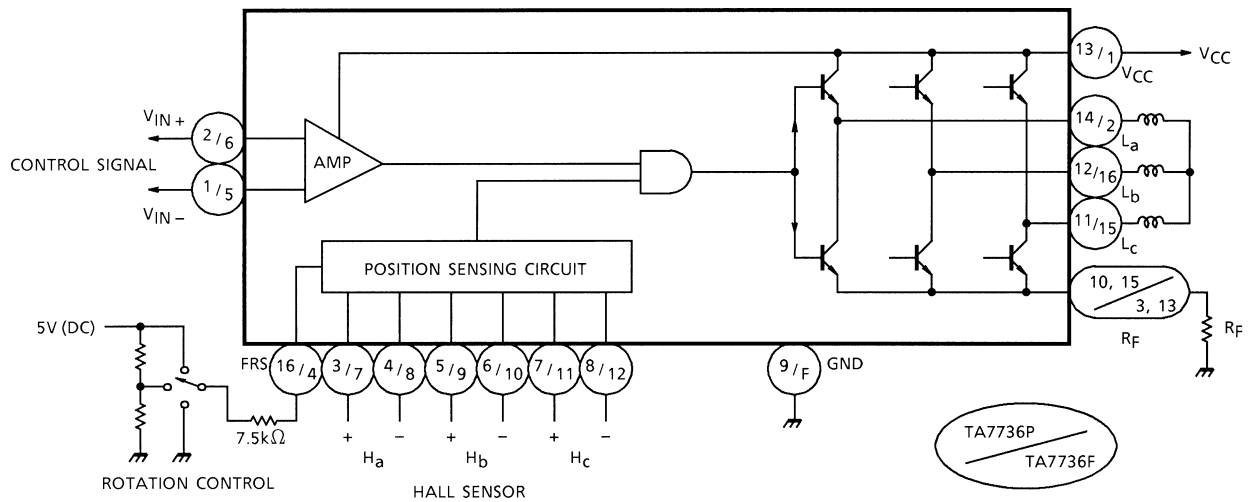 13/1
VCC
VCC
VIN+
2/6
AMP
14/2
La
CONTROL SIGNAL
12/16
Lb
1/5
VIN−
11/15
Lc
POSITION SENSING CIRCUIT
10, 15
3, 13
RF
RF
5V (DC)
FRS
16/4
3/7
4/8
5/9
6/10
7/11
8/12
9/F
GND
7.5kΩ
+
−
+
−
+
−
Ha
Hb
Hc
ROTATION CONTROL
HALL SENSOR
TA7736P
TA7736F